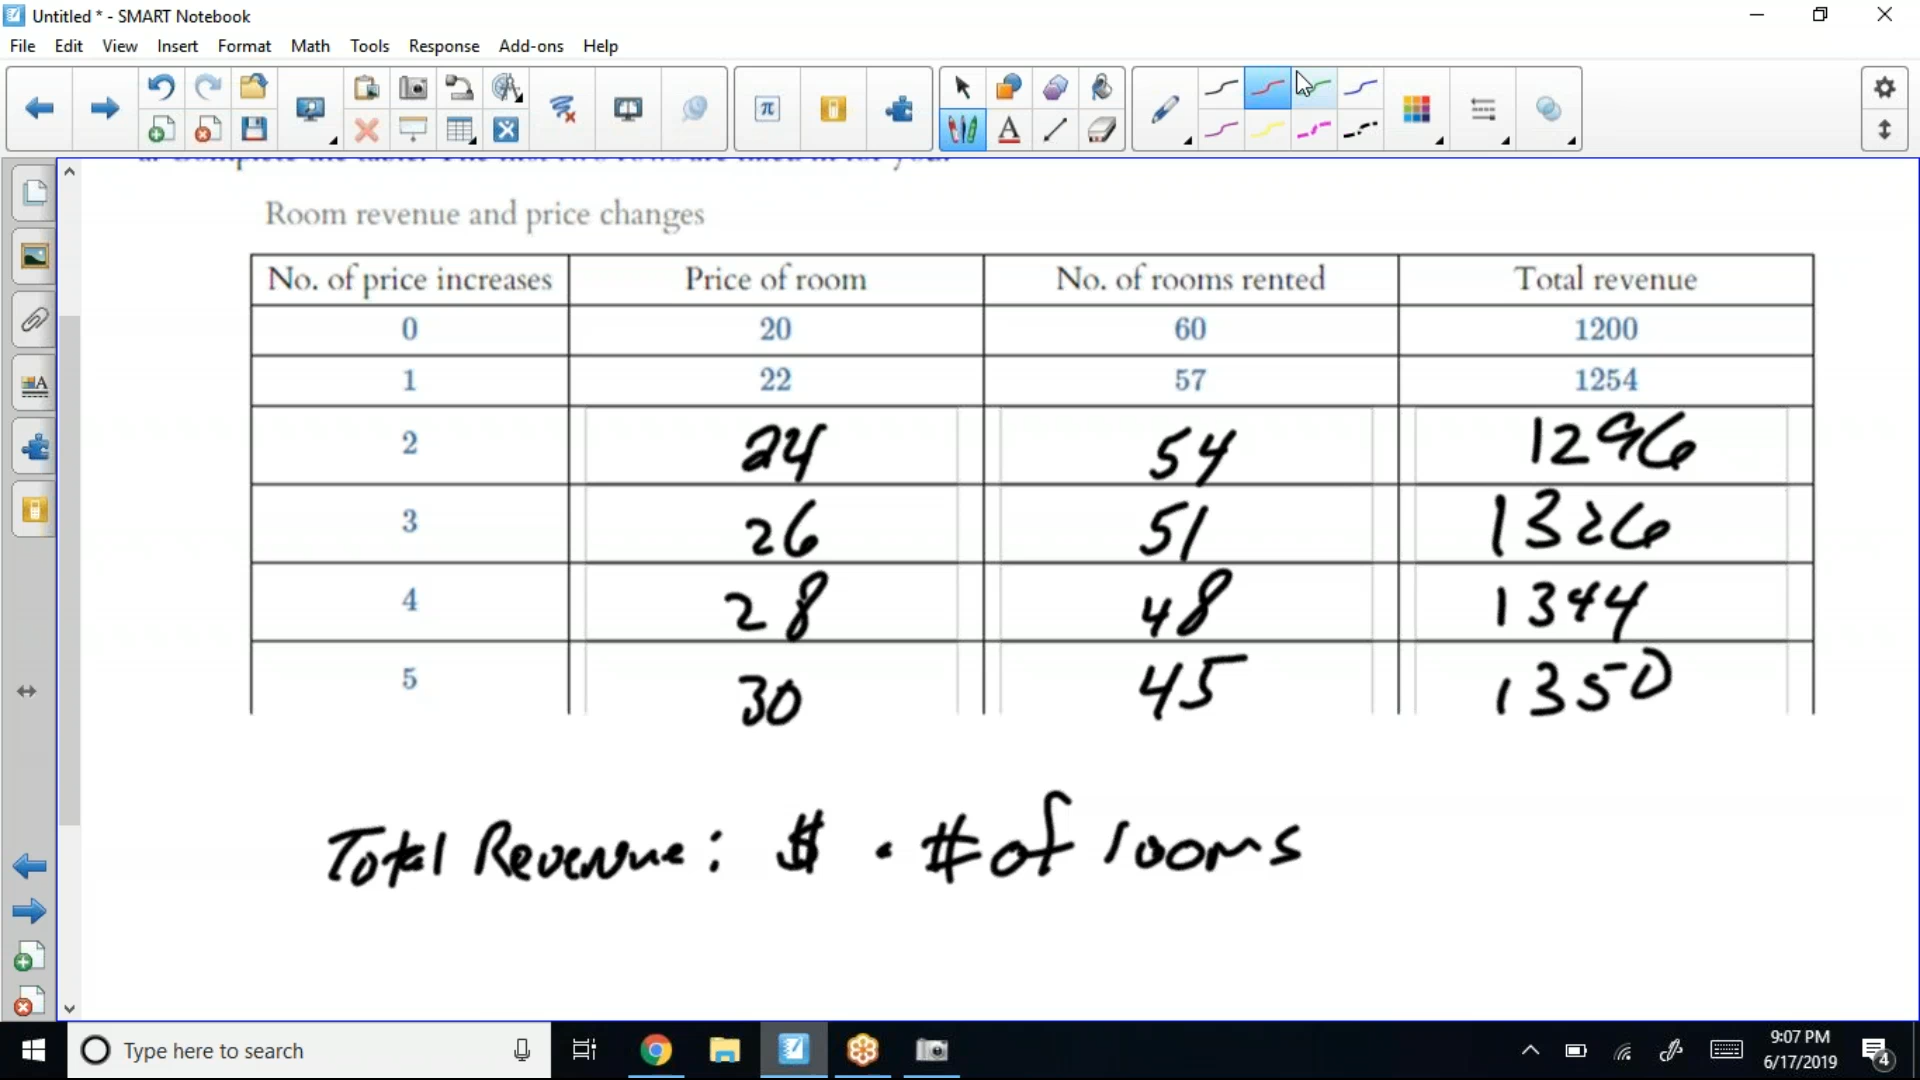 Untitled * - SMART Notebook
File Edit View Insert Format Math Tools Response Add-ons Help
Room revenue and price changes
No. of price increases Price of room No. of rooms rented Total revenue
0 20 60 1200
1 22 57 1254
2 24 54 1296
3 26 51 1326
4 28 48 1344
5 30 45 1350
Total Revenue: $ · # of rooms
Type here to search
9:07 PM
6/17/2019
4